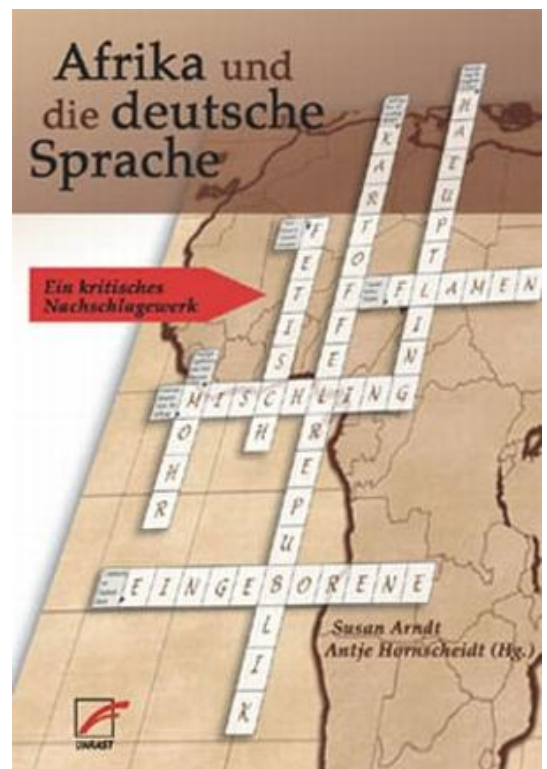 Afrika und
die deutsche
Sprache
Ein kritisches
Nachschlagewerk
HAEUPTLING
KARTOFFELREPUBLIK
FETISCH
FLAMEN
MISCHLING
MOHR
EINGEBORENE
Susan Arndt
Antje Hornscheidt (Hg.)
UNRAST